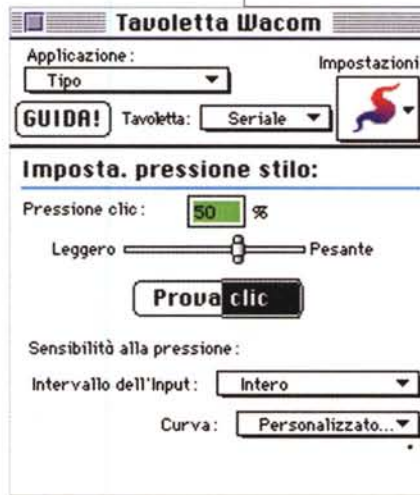 Tavoletta Wacom
Applicazione:
Impostazioni
Tipo
GUIDA!
Tavoletta:
Seriale
Imposta. pressione stilo:
Pressione clic:
50 %
Leggero
Pesante
Prova clic
Sensibilità alla pressione:
Intervallo dell'Input:
Intero
Curva:
Personalizzato...